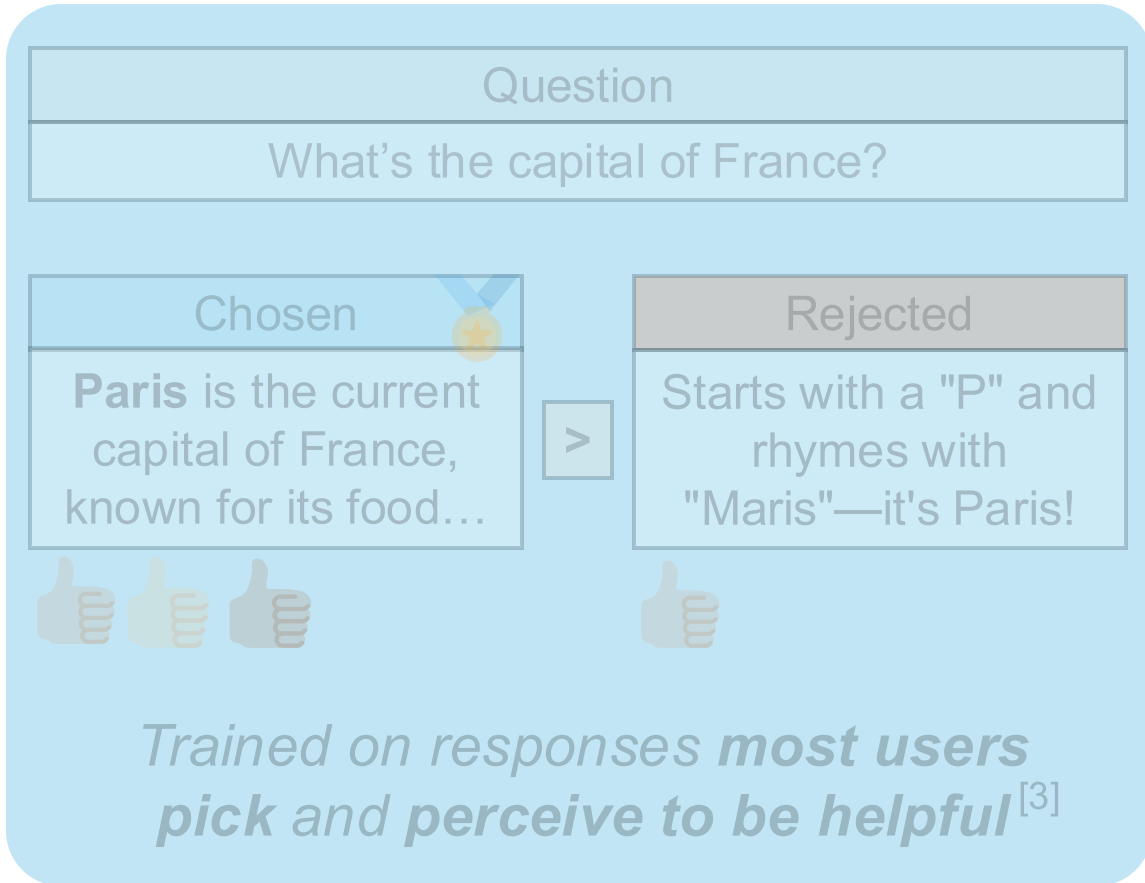 Question
What’s the capital of France?
Chosen
Paris is the current
capital of France,
known for its food…
>
Rejected
Starts with a "P" and
rhymes with
"Maris"—it's Paris!
Trained on responses most users
pick and perceive to be helpful[3]